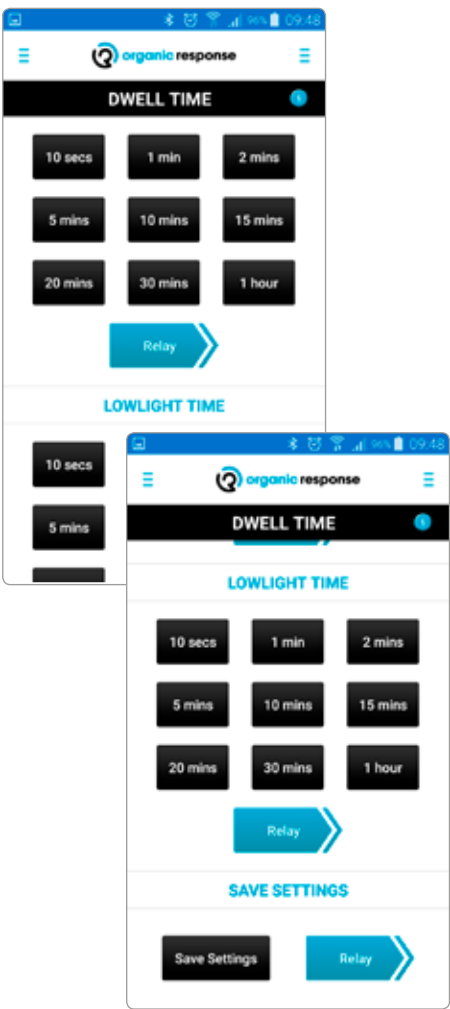 96% 09:48
organic response
DWELL TIME
10 secs 1 min 2 mins
5 mins 10 mins 15 mins
20 mins 30 mins 1 hour
Relay
LOWLIGHT TIME
10 secs
5 mins
96% 09:48
organic response
DWELL TIME
LOWLIGHT TIME
10 secs 1 min 2 mins
5 mins 10 mins 15 mins
20 mins 30 mins 1 hour
Relay
SAVE SETTINGS
Save Settings Relay